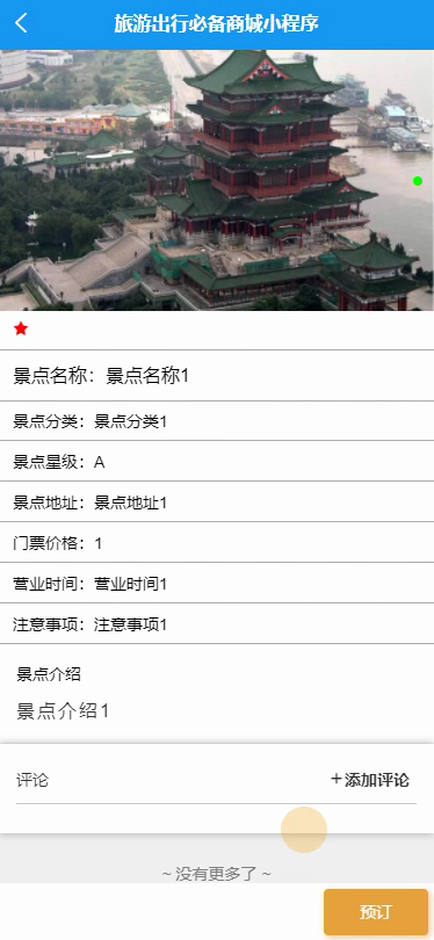 旅游出行必备商城小程序
景点名称：景点名称1
景点分类：景点分类1
景点星级：A
景点地址：景点地址1
门票价格：1
营业时间：营业时间1
注意事项：注意事项1
景点介绍
景点介绍1
评论
+添加评论
~ 没有更多了 ~
预订